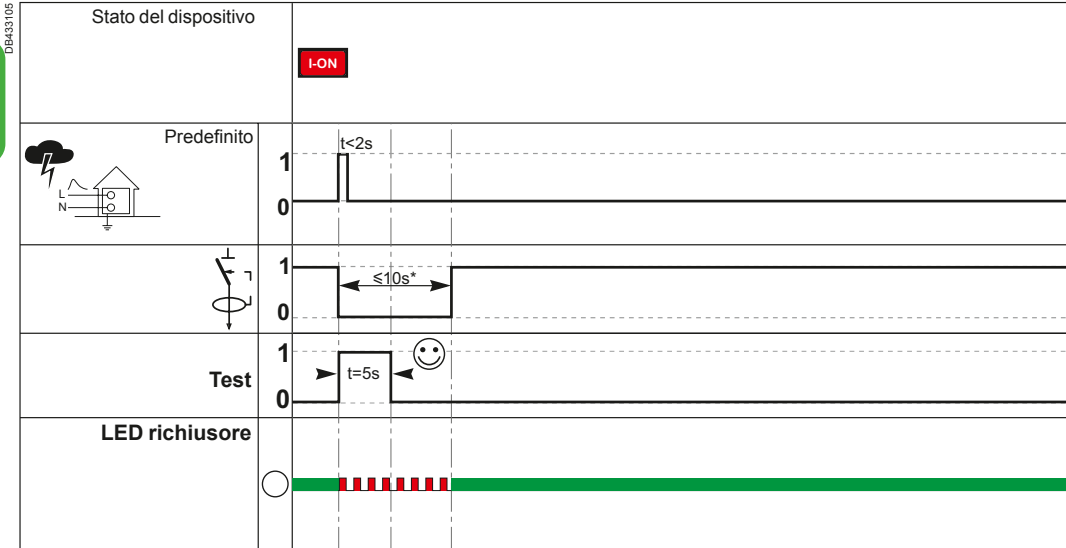 DB433105
Stato del dispositivo
I-ON
Predefinito
t<2s
1
0
L
N
1
≤10s*
0
1
Test
t=5s
0
LED richiusore